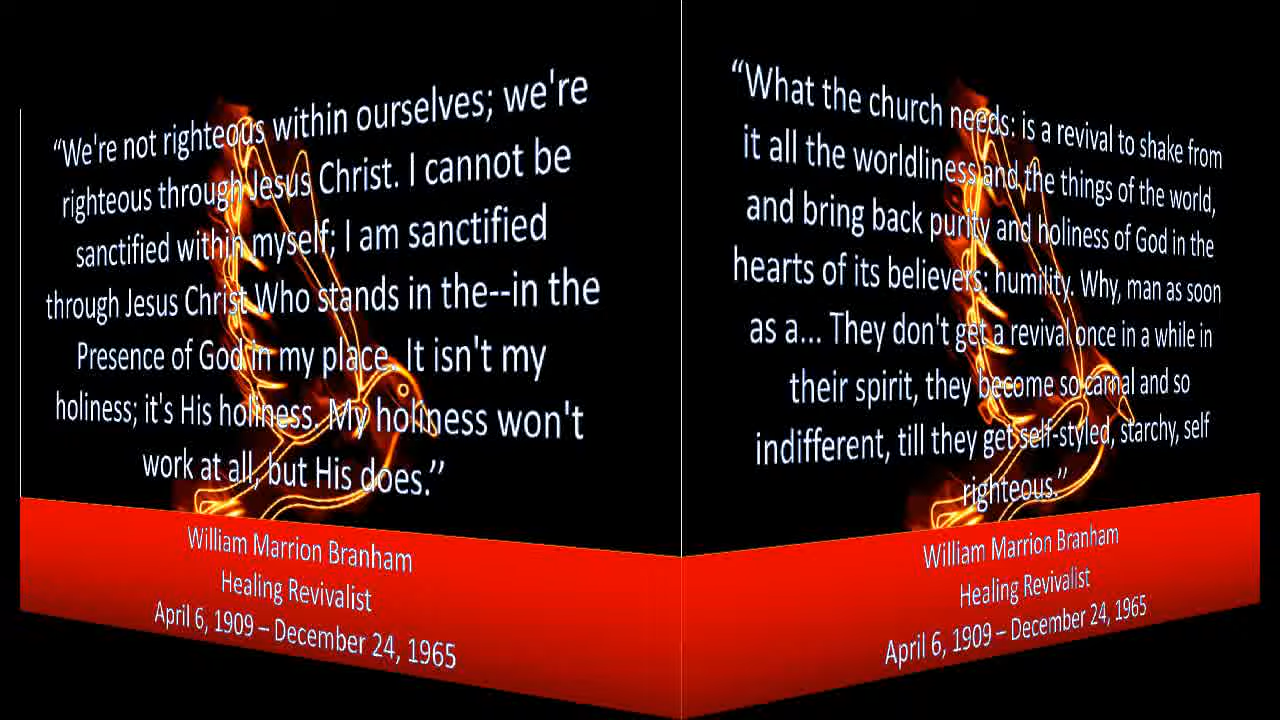 “We're not righteous within ourselves; we're
righteous through Jesus Christ. I cannot be
sanctified within myself; I am sanctified
through Jesus Christ Who stands in the--in the
Presence of God in my place. It isn't my
holiness; it's His holiness. My holiness won't
work at all, but His does.”
William Marrion Branham
Healing Revivalist
April 6, 1909 – December 24, 1965
“What the church needs: is a revival to shake from
it all the worldliness and the things of the world,
and bring back purity and holiness of God in the
hearts of its believers: humility. Why, man as soon
as a... They don't get a revival once in a while in
their spirit, they become so carnal and so
indifferent, till they get self-styled, starchy, self
righteous.”
William Marrion Branham
Healing Revivalist
April 6, 1909 – December 24, 1965